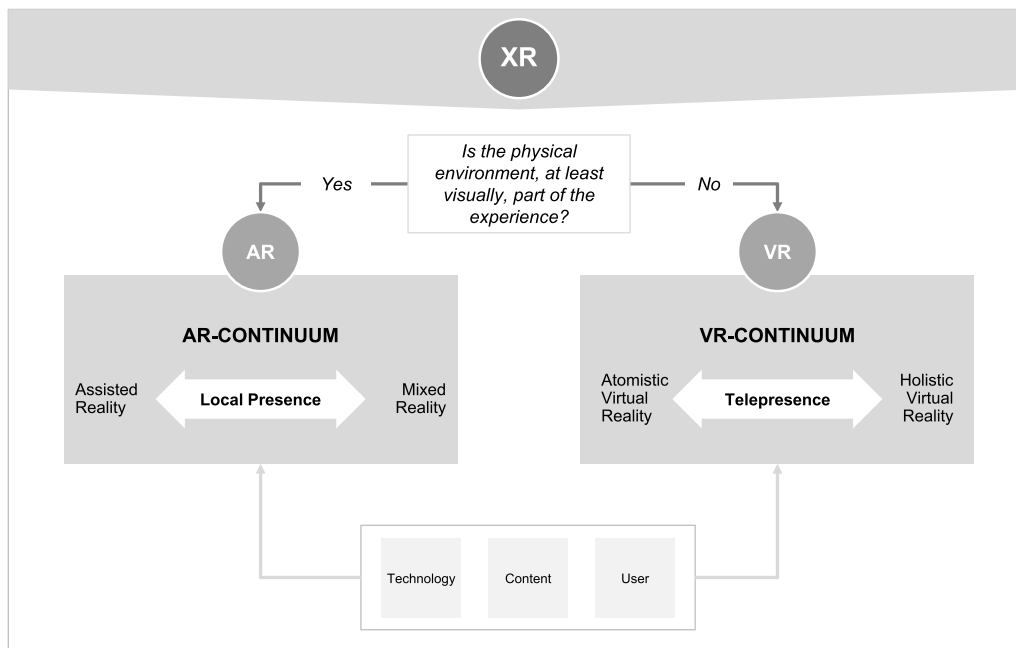 XR
Is the physical
environment, at least
visually, part of the
experience?
Yes
No
AR
VR
AR-CONTINUUM
Assisted
Reality
Local Presence
Mixed
Reality
VR-CONTINUUM
Atomistic
Virtual
Reality
Telepresence
Holistic
Virtual
Reality
Technology
Content
User